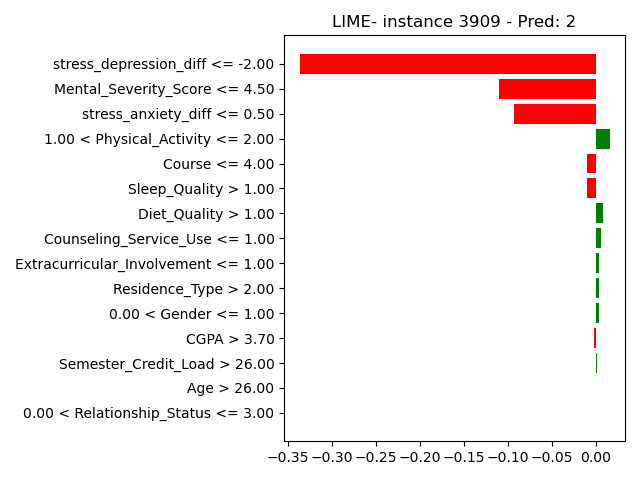 LIME- instance 3909 - Pred: 2
stress_depression_diff <= -2.00
Mental_Severity_Score <= 4.50
stress_anxiety_diff <= 0.50
1.00 < Physical_Activity <= 2.00
Course <= 4.00
Sleep_Quality > 1.00
Diet_Quality > 1.00
Counseling_Service_Use <= 1.00
Extracurricular_Involvement <= 1.00
Residence_Type > 2.00
0.00 < Gender <= 1.00
CGPA > 3.70
Semester_Credit_Load > 26.00
Age > 26.00
0.00 < Relationship_Status <= 3.00
−0.35 −0.30 −0.25 −0.20 −0.15 −0.10 −0.05 0.00